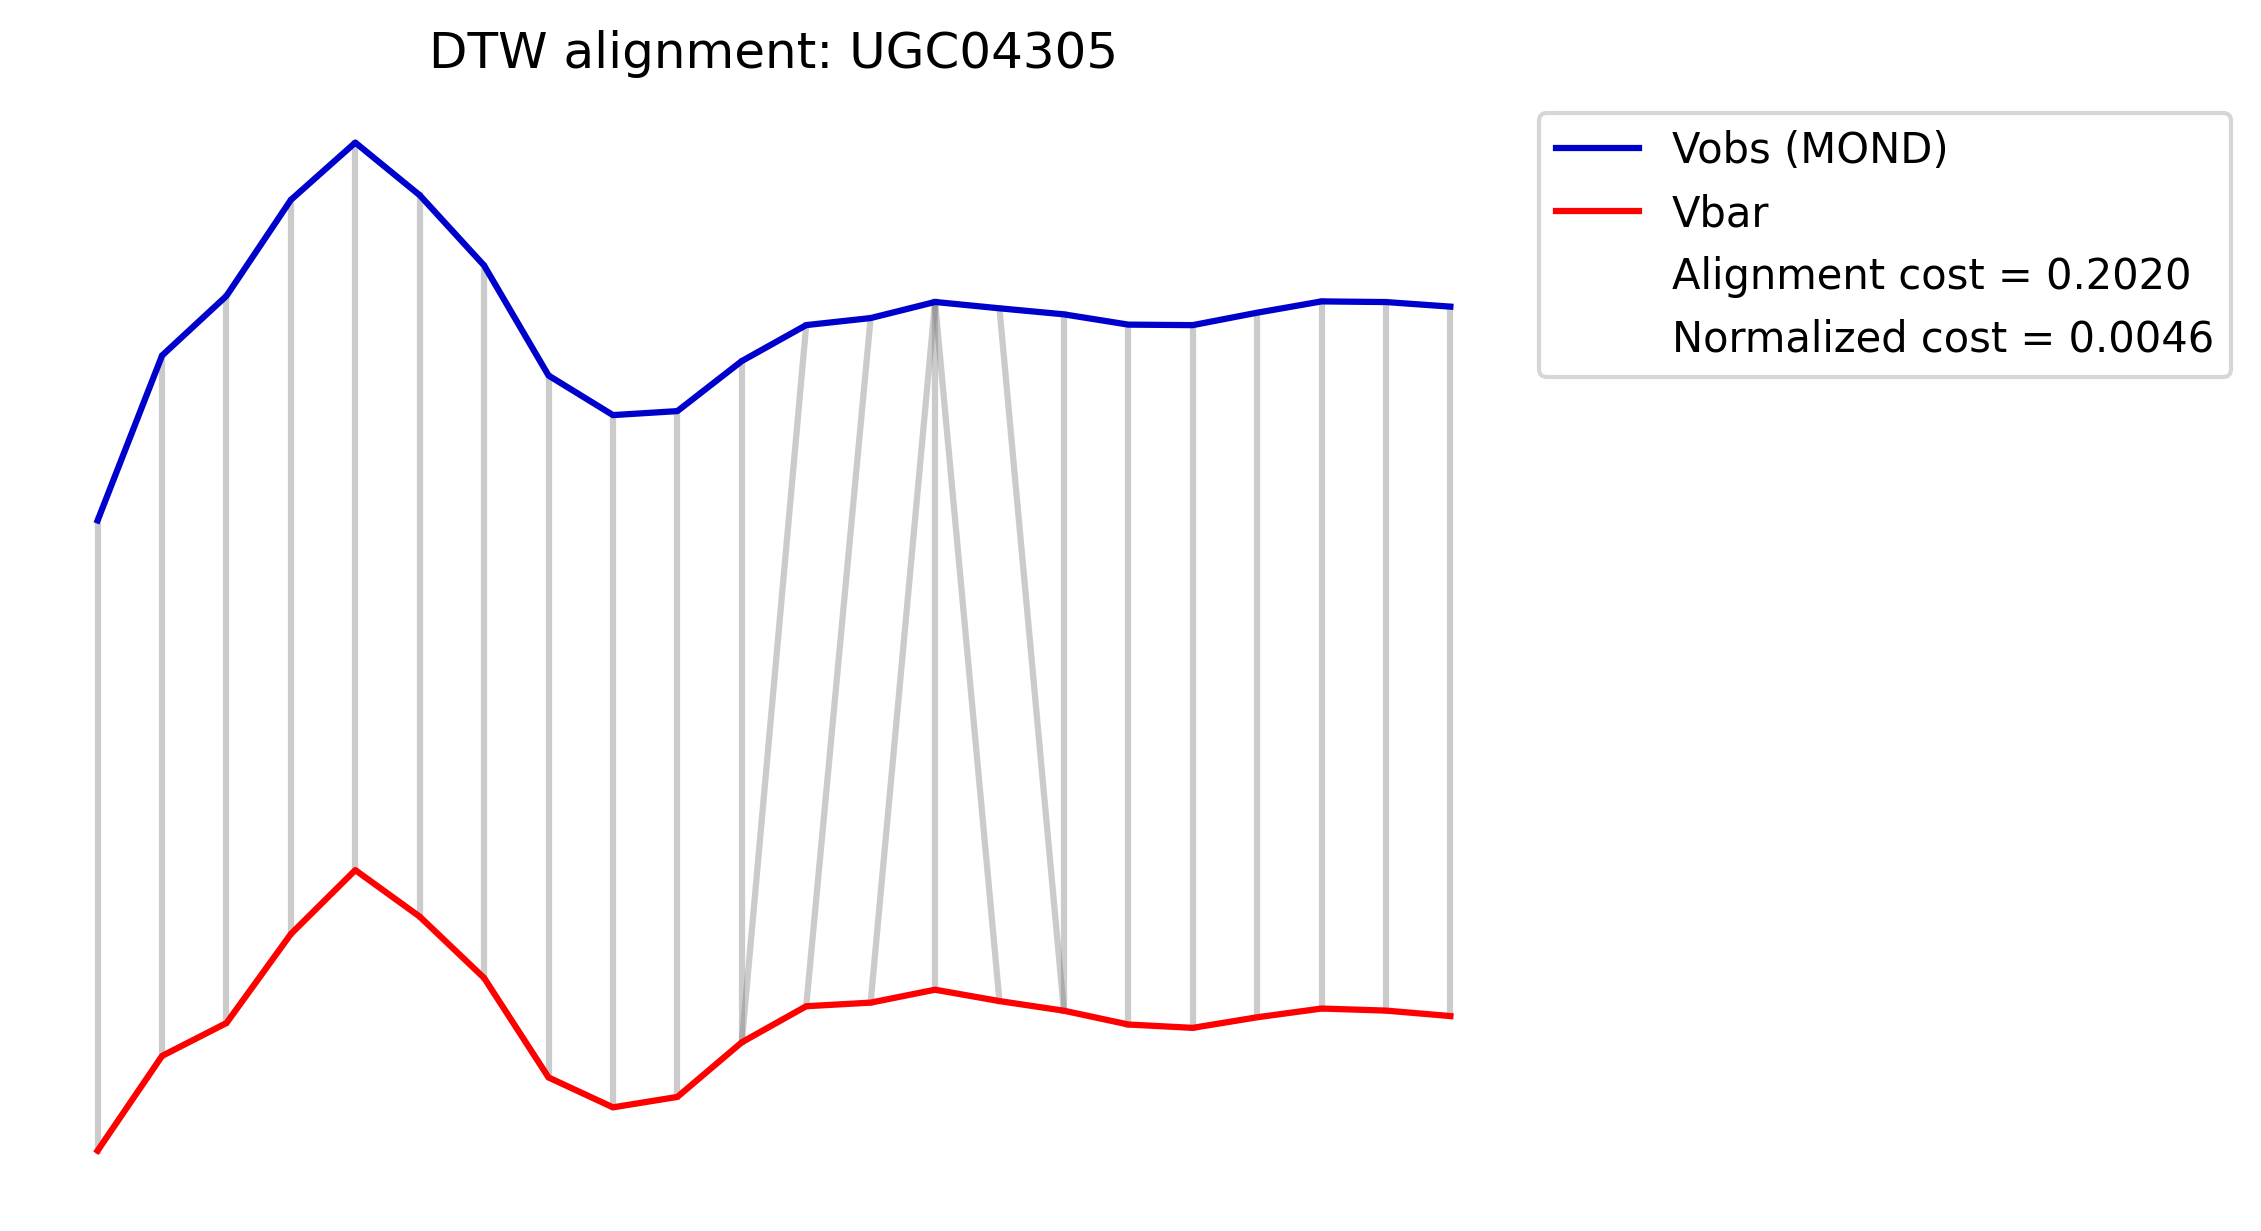 DTW alignment: UGC04305
Vobs (MOND)
Vbar
Alignment cost = 0.2020
Normalized cost = 0.0046